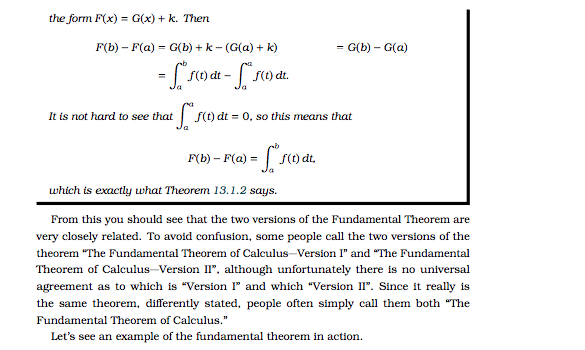 the form F(x) = G(x) + k. Then
F(b) – F(a) = G(b) + k – (G(a) + k) = G(b) – G(a)
= ∫_a^b f(t) dt – ∫_a^a f(t) dt.
It is not hard to see that ∫_a^a f(t) dt = 0, so this means that
F(b) – F(a) = ∫_a^b f(t) dt,
which is exactly what Theorem 13.1.2 says.
From this you should see that the two versions of the Fundamental Theorem are
very closely related. To avoid confusion, some people call the two versions of the
theorem "The Fundamental Theorem of Calculus—Version I" and "The Fundamental
Theorem of Calculus—Version II", although unfortunately there is no universal
agreement as to which is "Version I" and which "Version II". Since it really is
the same theorem, differently stated, people often simply call them both "The
Fundamental Theorem of Calculus."
Let's see an example of the fundamental theorem in action.